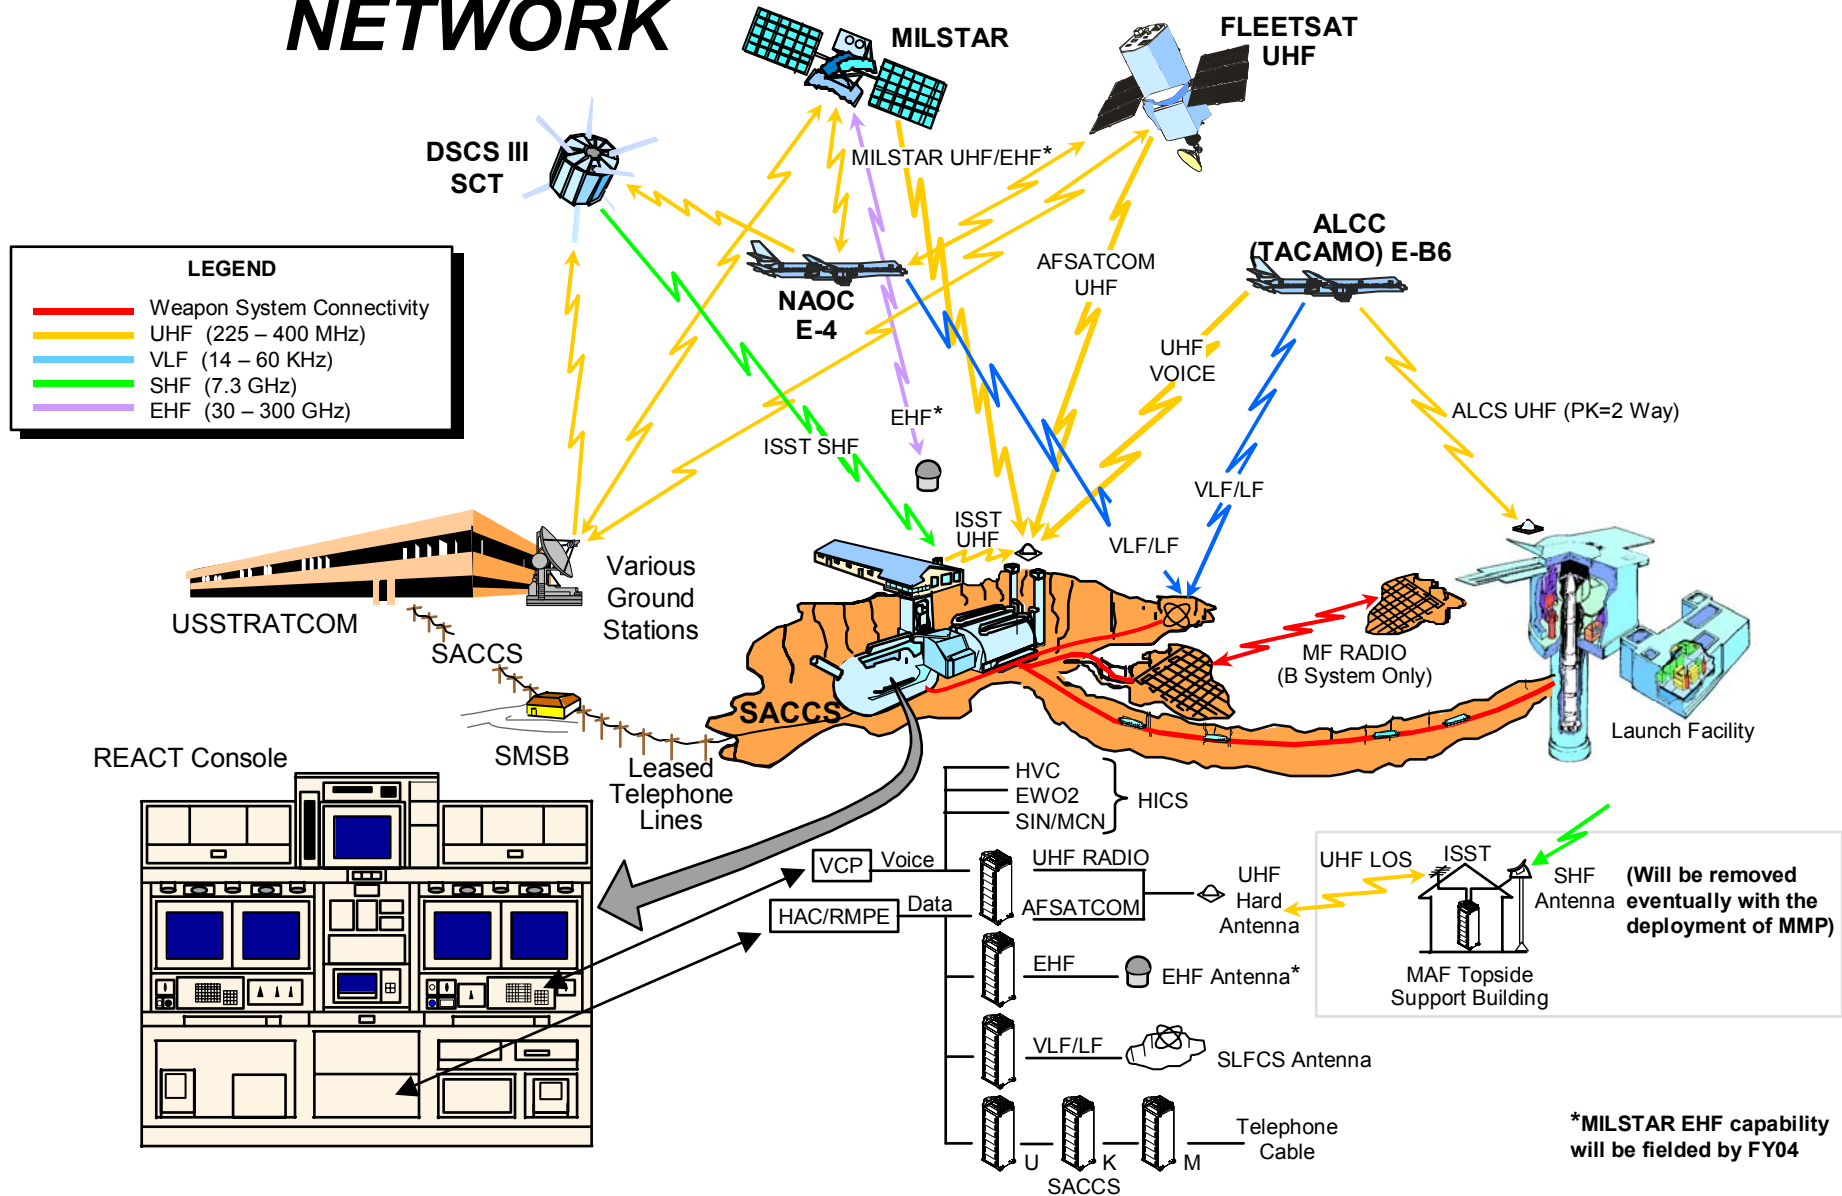 NETWORK
MILSTAR
FLEETSAT
UHF
DSCS III
SCT
MILSTAR UHF/EHF*
ALCC
(TACAMO) E-B6
AFSATCOM
UHF
NAOC
E-4
LEGEND
Weapon System Connectivity
UHF (225 – 400 MHz)
VLF (14 – 60 KHz)
SHF (7.3 GHz)
EHF (30 – 300 GHz)
UHF
VOICE
EHF*
ISST SHF
ALCS UHF (PK=2 Way)
VLF/LF
ISST
UHF
VLF/LF
Various
Ground
Stations
USSTRATCOM
SACCS
MF RADIO
(B System Only)
SACCS
Launch Facility
SMSB
Leased
Telephone
Lines
REACT Console
HVC
EWO2
SIN/MCN
HICS
VCP
Voice
UHF RADIO
HAC/RMPE
Data
AFSATCOM
UHF
Hard
Antenna
UHF LOS
ISST
SHF
Antenna
(Will be removed
eventually with the
deployment of MMP)
MAF Topside
Support Building
EHF
EHF Antenna*
VLF/LF
SLFCS Antenna
U
K
M
SACCS
Telephone
Cable
*MILSTAR EHF capability
will be fielded by FY04